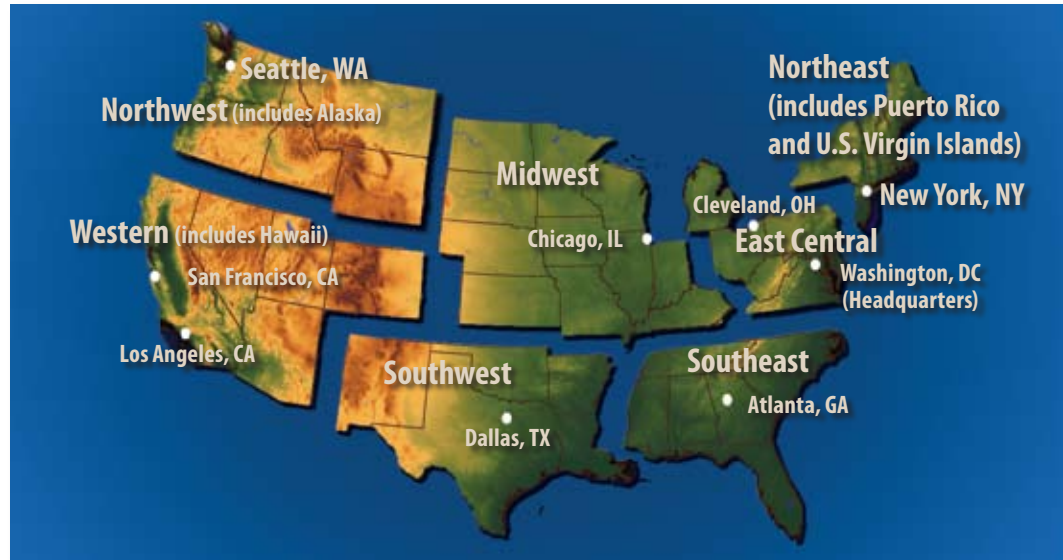 Seattle, WA
Northwest (includes Alaska)
Western (includes Hawaii)
San Francisco, CA
Los Angeles, CA
Midwest
Chicago, IL
Southwest
Dallas, TX
Northeast
(includes Puerto Rico
and U.S. Virgin Islands)
New York, NY
Cleveland, OH
East Central
Washington, DC
(Headquarters)
Southeast
Atlanta, GA